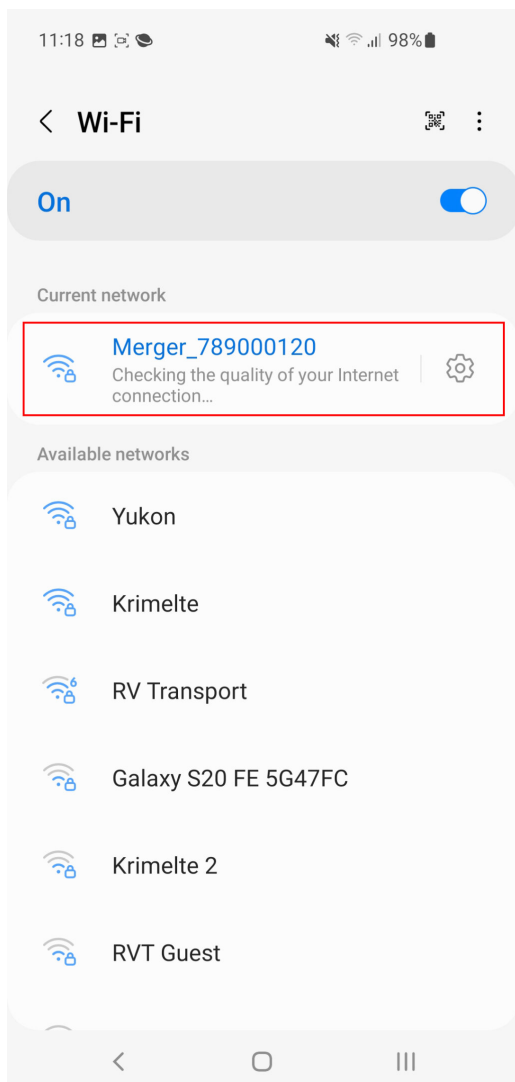 11:18 98%
Wi-Fi
On
Current network
Merger_789000120
Checking the quality of your Internet
connection...
Available networks
Yukon
Krimelte
6
RV Transport
Galaxy S20 FE 5G47FC
Krimelte 2
RVT Guest